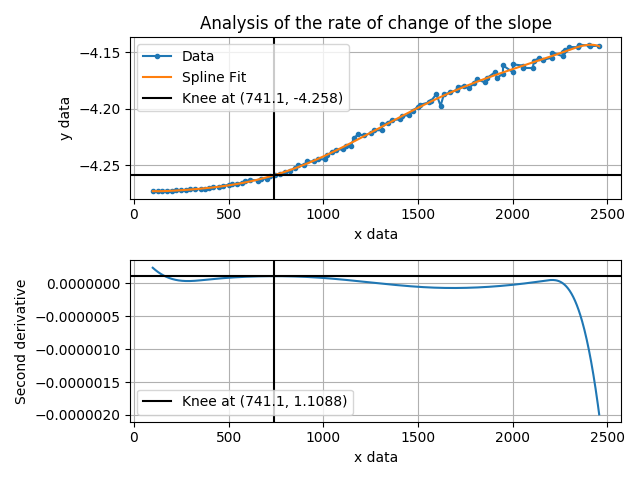 Analysis of the rate of change of the slope
−4.15
−4.20
−4.25
y data
Data
Spline Fit
Knee at (741.1, -4.258)
0
500
1000
1500
2000
2500
x data
0.0000000
−0.0000005
−0.0000010
−0.0000015
−0.0000020
Second derivative
Knee at (741.1, 1.1088)
0
500
1000
1500
2000
2500
x data